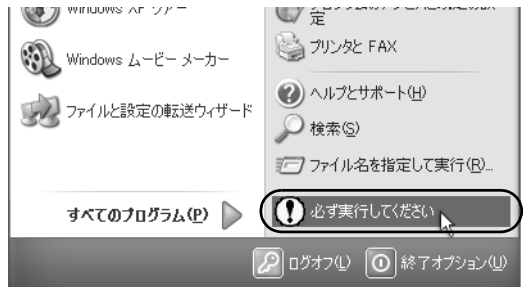 Windows XP ツアー
Windows ムービー メーカー
ファイルと設定の転送ウィザード
すべてのプログラム(P)
定
プリンタと FAX
ヘルプとサポート(H)
検索(S)
ファイル名を指定して実行(R)...
必ず実行してください
ログオフ(L)
終了オプション(U)